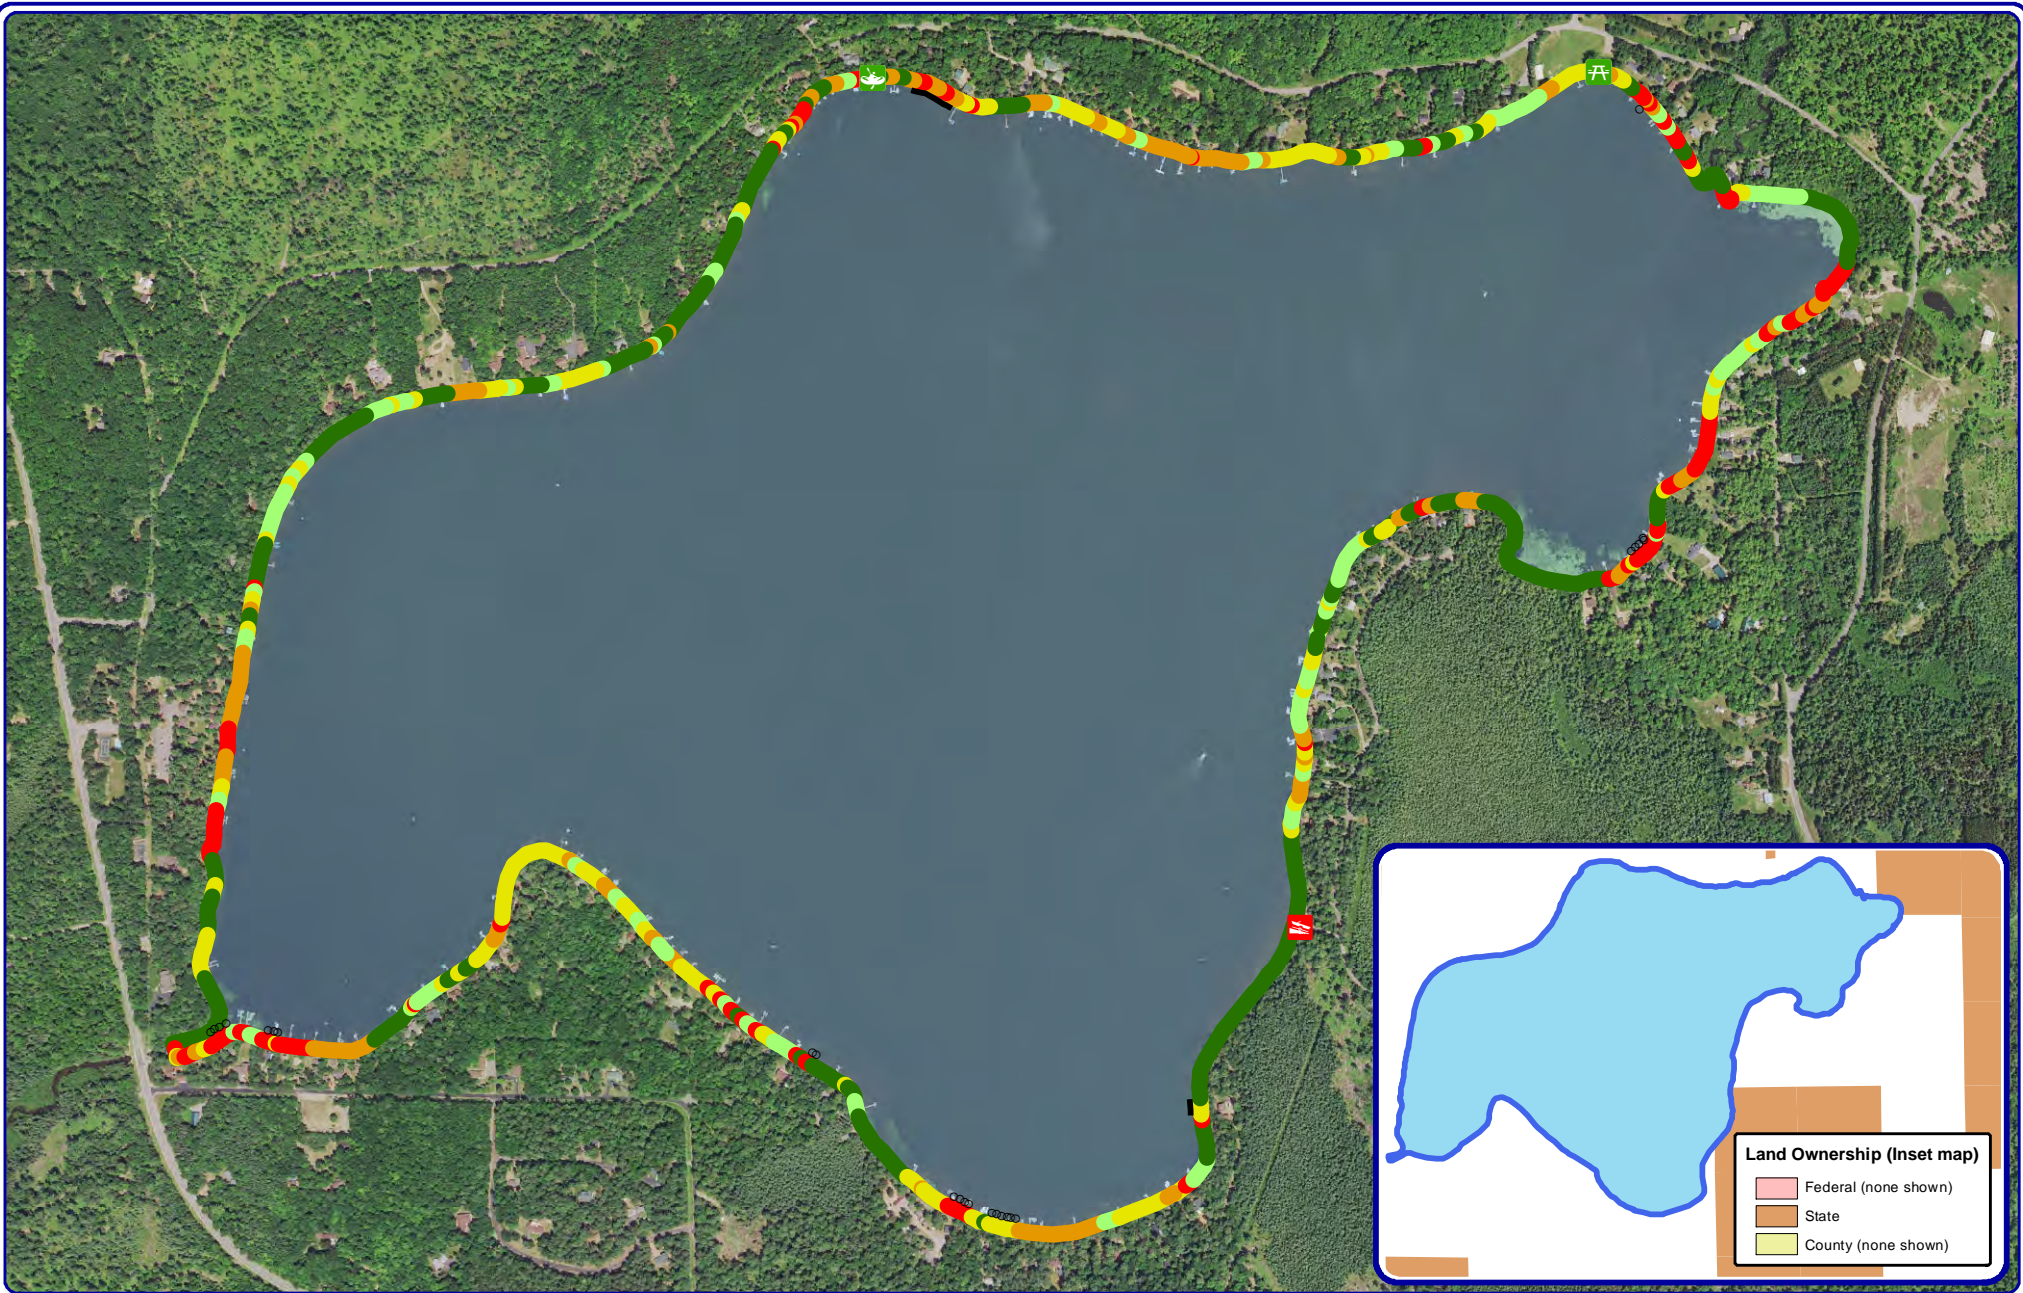 Land Ownership (Inset map)
Federal (none shown)
State
County (none shown)